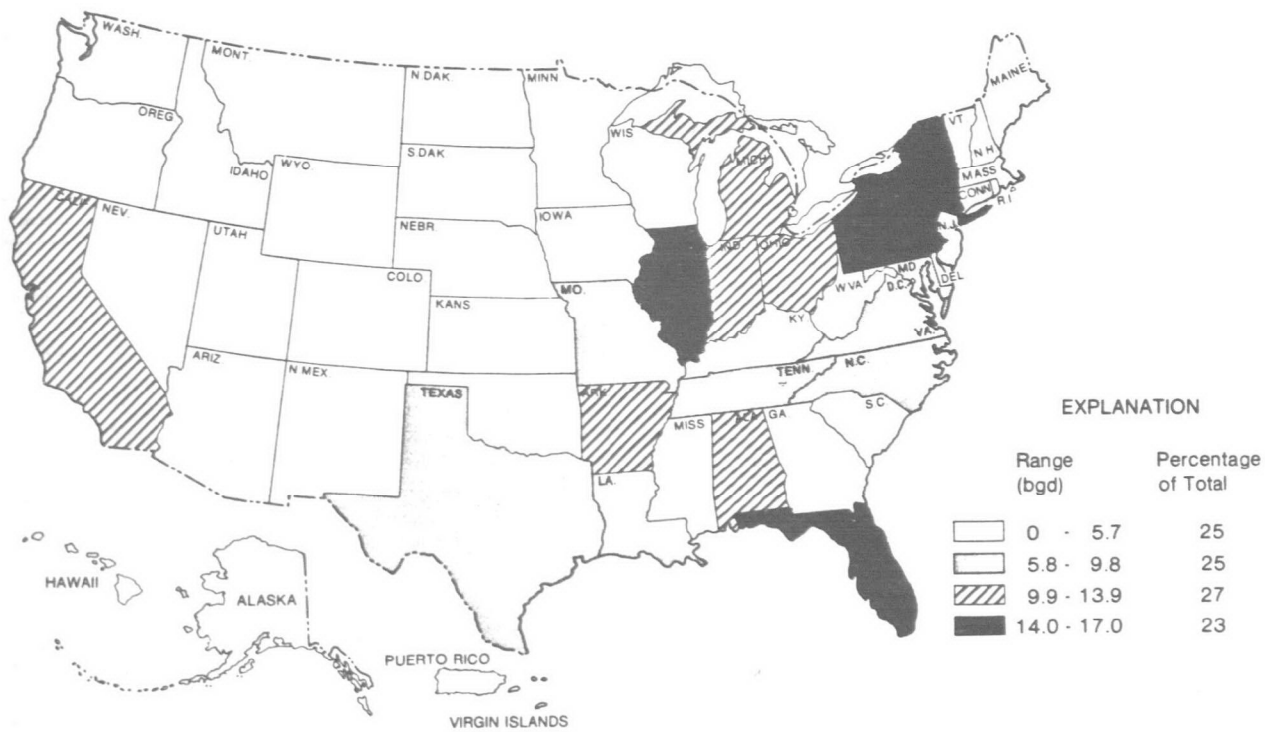 WASH.
MONT.
N.DAK.
MINN
MAINE
OREG
VT.
WIS
N.H
S.DAK
MICH
IDAHO
WYO.
MASS
CONN
R.I
CALIF
NEV.
IOWA
NEBR.
N.J.
UTAH
IND.
OHIO
COLO
MD
DEL
D.C.
W.VA
MO.
KANS
KY
VA.
ARIZ
N.MEX.
TENN
N.C.
TEXAS
ARK
S.C
MISS
ALA
GA.
LA.
HAWAII
ALASKA
PUERTO RICO
VIRGIN ISLANDS
EXPLANATION
Range Percentage
(bgd) of Total
0 - 5.7 25
5.8 - 9.8 25
9.9 - 13.9 27
14.0 - 17.0 23